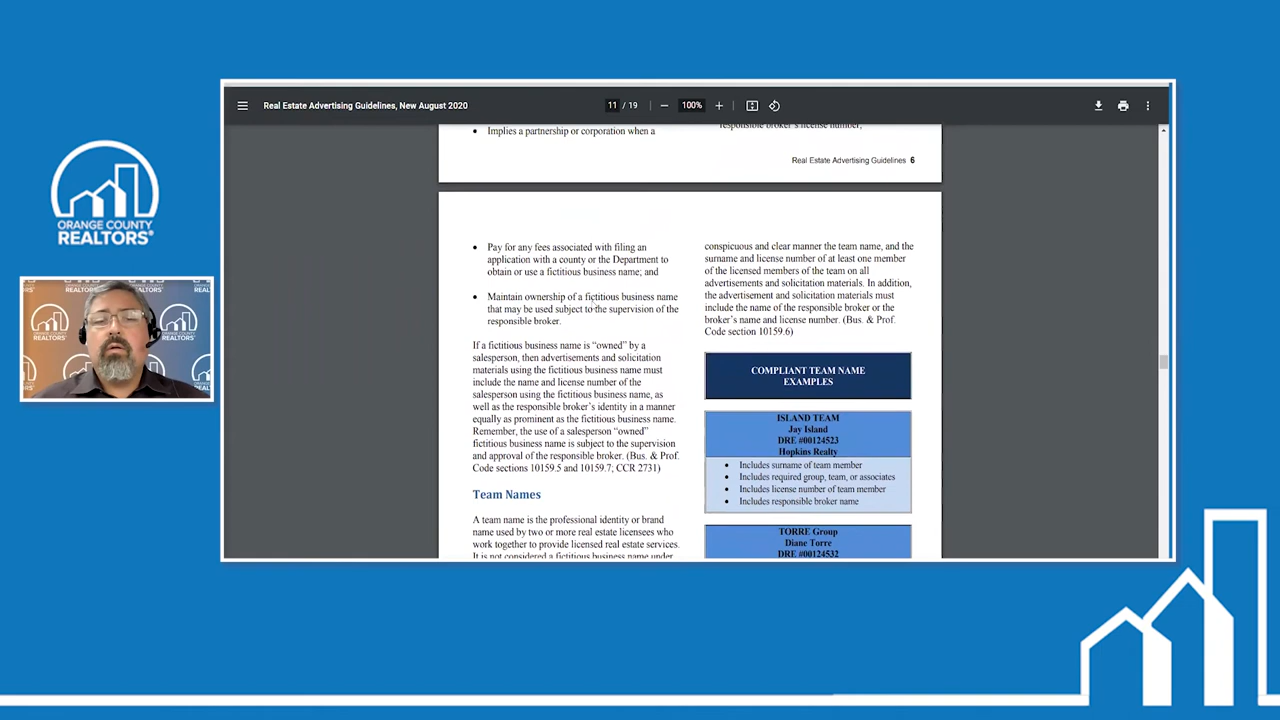 Real Estate Advertising Guidelines, New August 2020
11 / 19
100%
Implies a partnership or corporation when a
responsible broker's license number;
Real Estate Advertising Guidelines 6
ORANGE COUNTY
REALTORS®
Pay for any fees associated with filing an
application with a county or the Department to
obtain or use a fictitious business name; and
Maintain ownership of a fictitious business name
that may be used subject to the supervision of the
responsible broker.
If a fictitious business name is “owned” by a
salesperson, then advertisements and solicitation
materials using the fictitious business name must
include the name and license number of the
salesperson using the fictitious business name, as
well as the responsible broker’s identity in a manner
equally as prominent as the fictitious business name.
Remember, the use of a salesperson “owned”
fictitious business name is subject to the supervision
and approval of the responsible broker. (Bus. & Prof.
Code sections 10159.5 and 10159.7; CCR 2731)
Team Names
A team name is the professional identity or brand
name used by two or more real estate licensees who
work together to provide licensed real estate services.
It is not considered a fictitious business name under
conspicuous and clear manner the team name, and the
surname and license number of at least one member
of the licensed members of the team on all
advertisements and solicitation materials. In addition,
the advertisement and solicitation materials must
include the name of the responsible broker or the
broker’s name and license number. (Bus. & Prof.
Code section 10159.6)
COMPLIANT TEAM NAME
EXAMPLES
ISLAND TEAM
Jay Island
DRE #00124523
Hopkins Realty
Includes surname of team member
Includes required group, team, or associates
Includes license number of team member
Includes responsible broker name
TORRE Group
Diane Torre
DRE #00124532